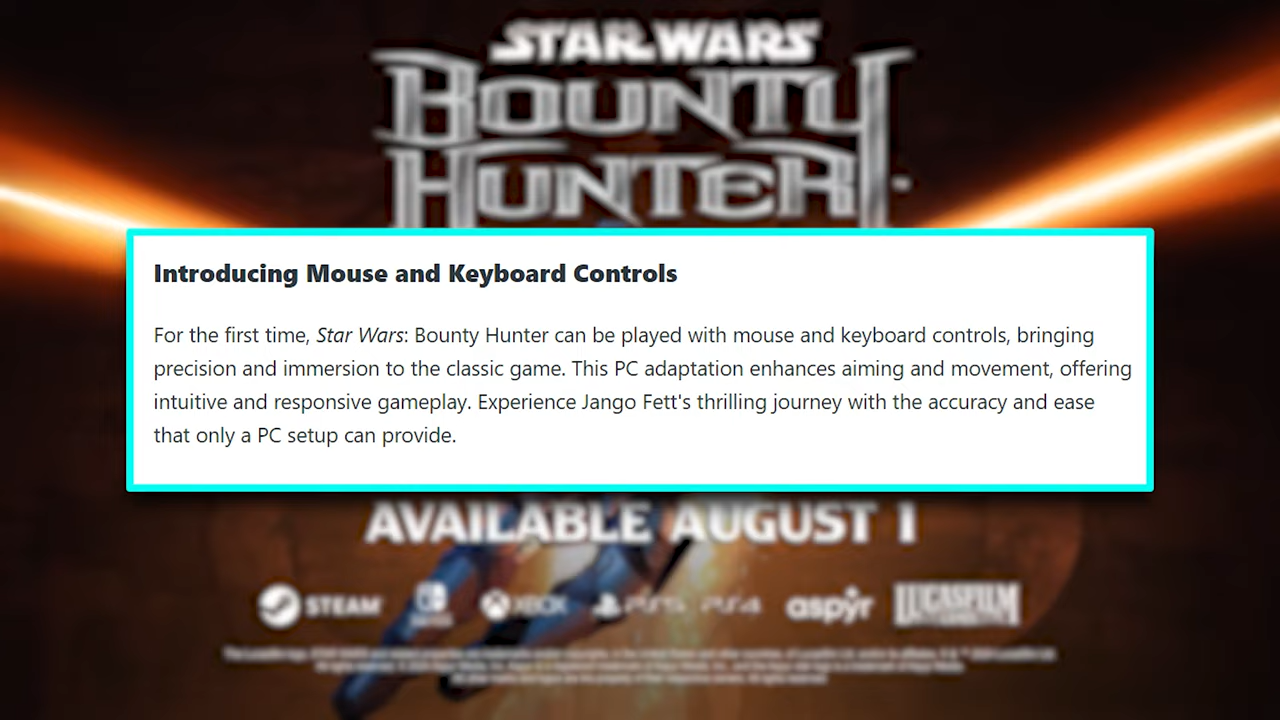 STAR WARS
BOUNTY
HUNTER
Introducing Mouse and Keyboard Controls
For the first time, Star Wars: Bounty Hunter can be played with mouse and keyboard controls, bringing
precision and immersion to the classic game. This PC adaptation enhances aiming and movement, offering
intuitive and responsive gameplay. Experience Jango Fett's thrilling journey with the accuracy and ease
that only a PC setup can provide.
AVAILABLE AUGUST 1
STEAM XBOX PS5 PS4 aspyr LUCASFILM